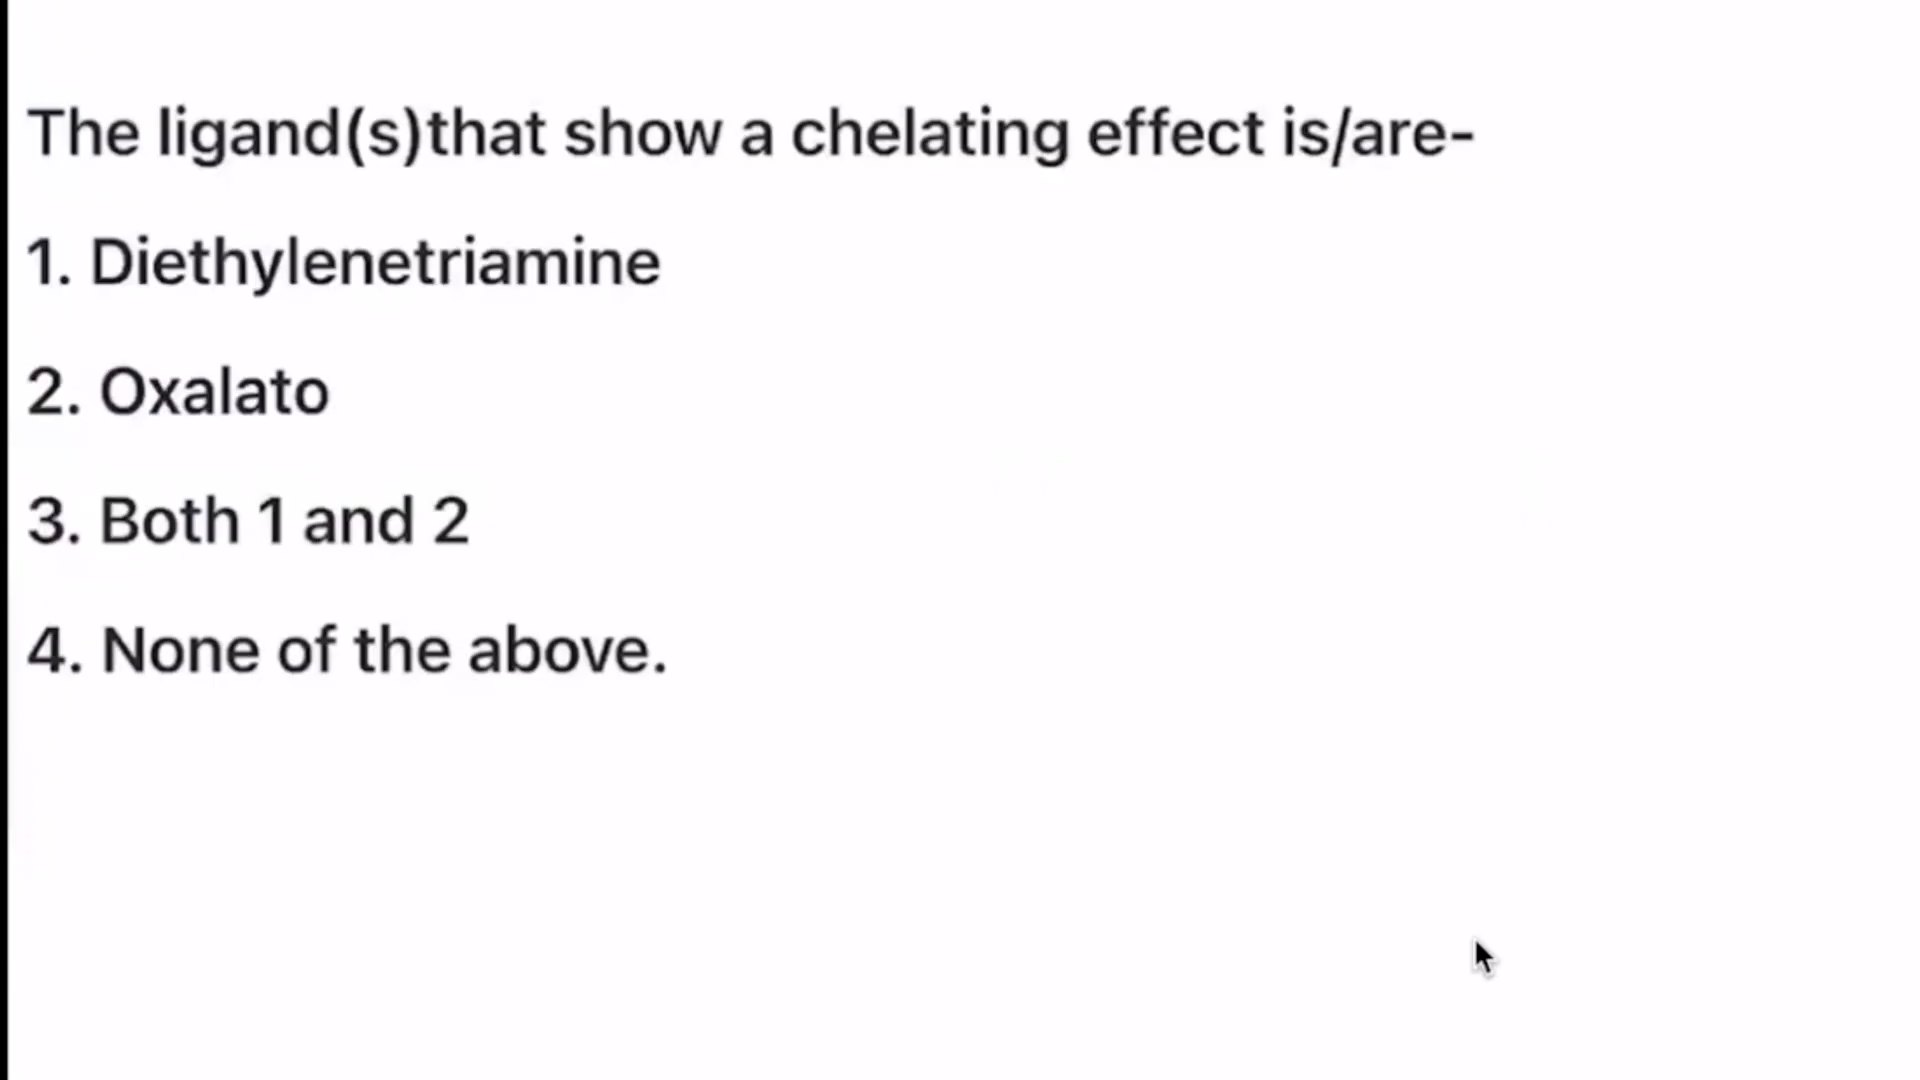 The ligand(s)that show a chelating effect is/are-
1. Diethylenetriamine
2. Oxalato
3. Both 1 and 2
4. None of the above.